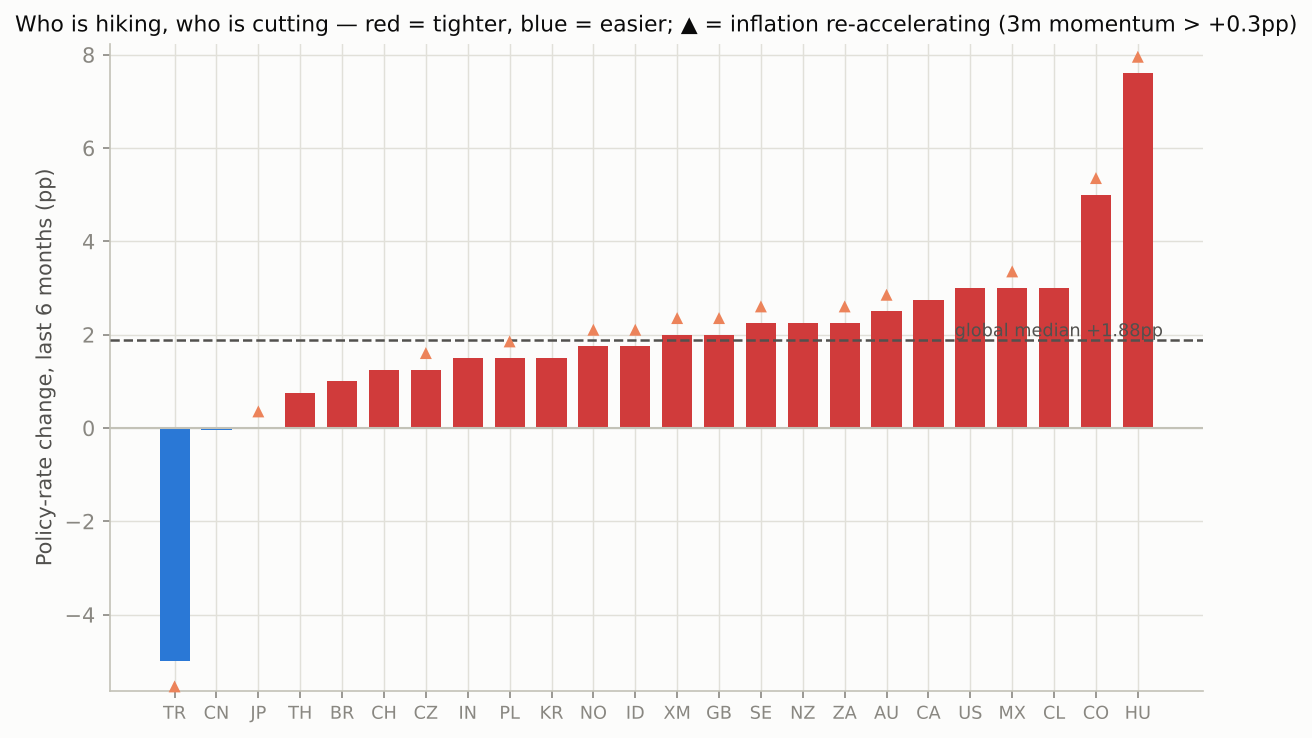 Who is hiking, who is cutting — red = tighter, blue = easier; ▲ = inflation re-accelerating (3m momentum > +0.3pp)
Policy-rate change, last 6 months (pp)
8
6
4
2
0
−2
−4
global median +1.88pp
TR CN JP TH BR CH CZ IN PL KR NO ID XM GB SE NZ ZA AU CA US MX CL CO HU